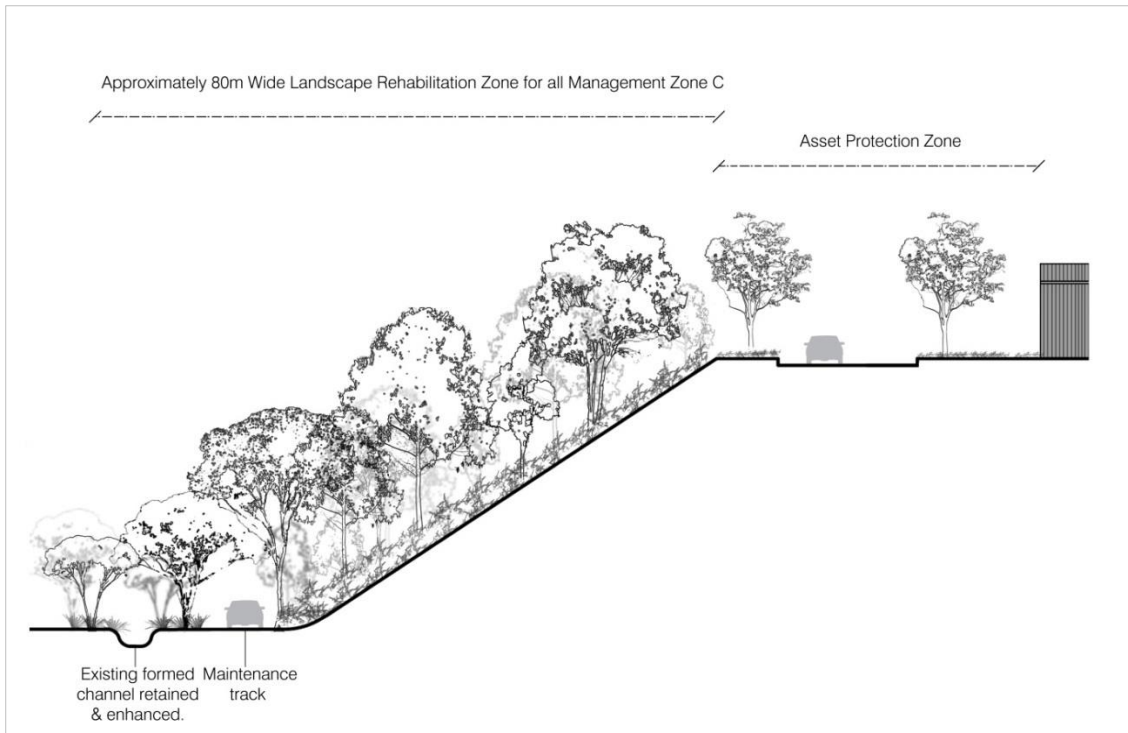 Approximately 80m Wide Landscape Rehabilitation Zone for all Management Zone C
Asset Protection Zone
Existing formed
channel retained
& enhanced.
Maintenance
track